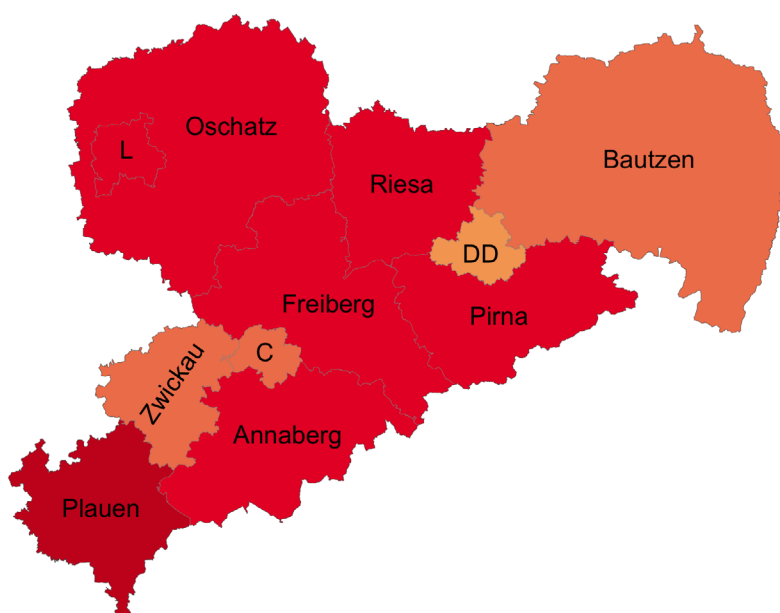 Oschatz
L
Bautzen
Riesa
DD
Freiberg
Pirna
C
Zwickau
Annaberg
Plauen